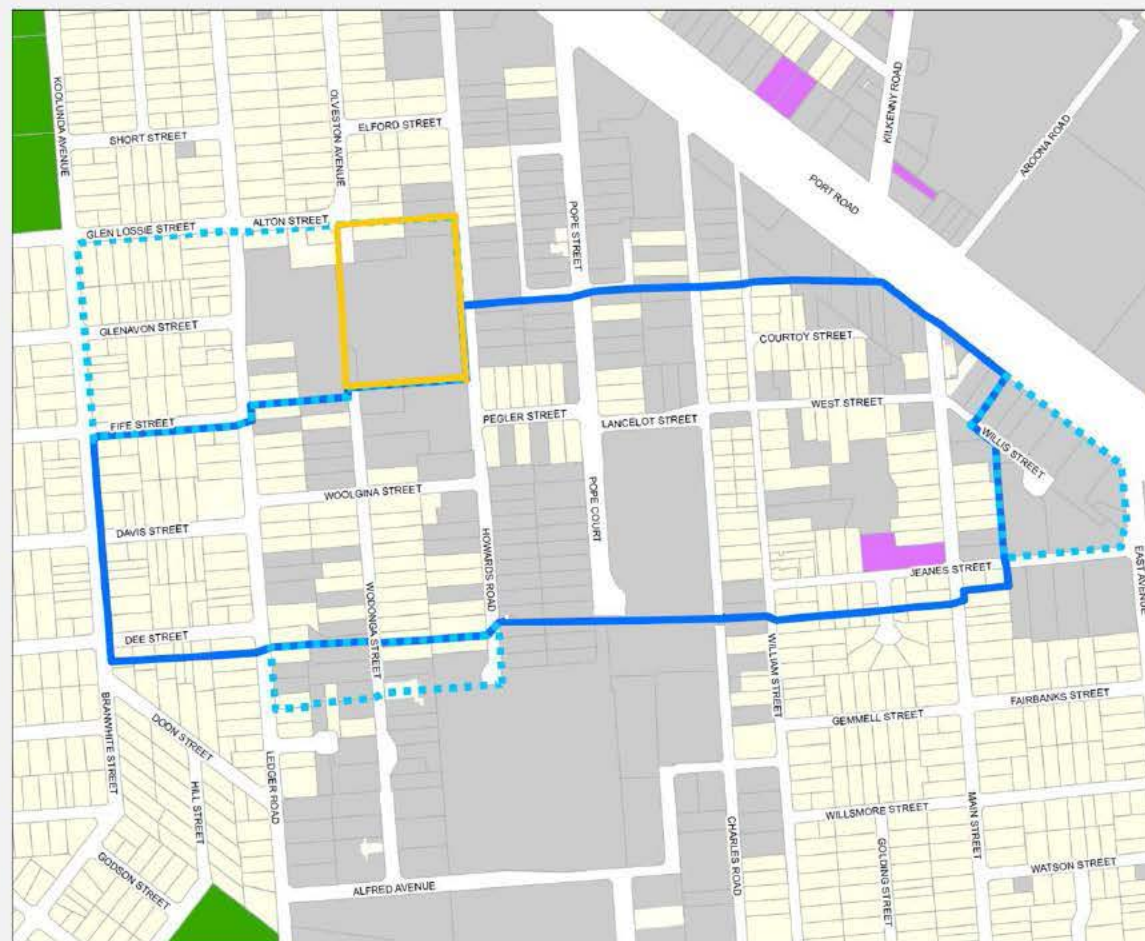 KOOLUNDA AVENUE
OLVESTON AVENUE
ELFORD STREET
SHORT STREET
KILKENNY ROAD
AROONA ROAD
PORT ROAD
POPE STREET
GLEN LOSSIE STREET
ALTON STREET
GLENAVON STREET
COURTOY STREET
FIFE STREET
PEGLER STREET
LANCELOT STREET
WEST STREET
WILLIS STREET
WOOLGINA STREET
POPE COURT
DAVIS STREET
HOWARDS ROAD
JEANES STREET
EAST AVENUE
DEE STREET
WODONGA STREET
WILLIAM STREET
BRANWHITE STREET
DOON STREET
LEDGER ROAD
GEMMELL STREET
FAIRBANKS STREET
HILL STREET
CHARLES ROAD
WILLSMORE STREET
MAIN STREET
GOLDING STREET
WATSON STREET
GODSON STREET
ALFRED AVENUE